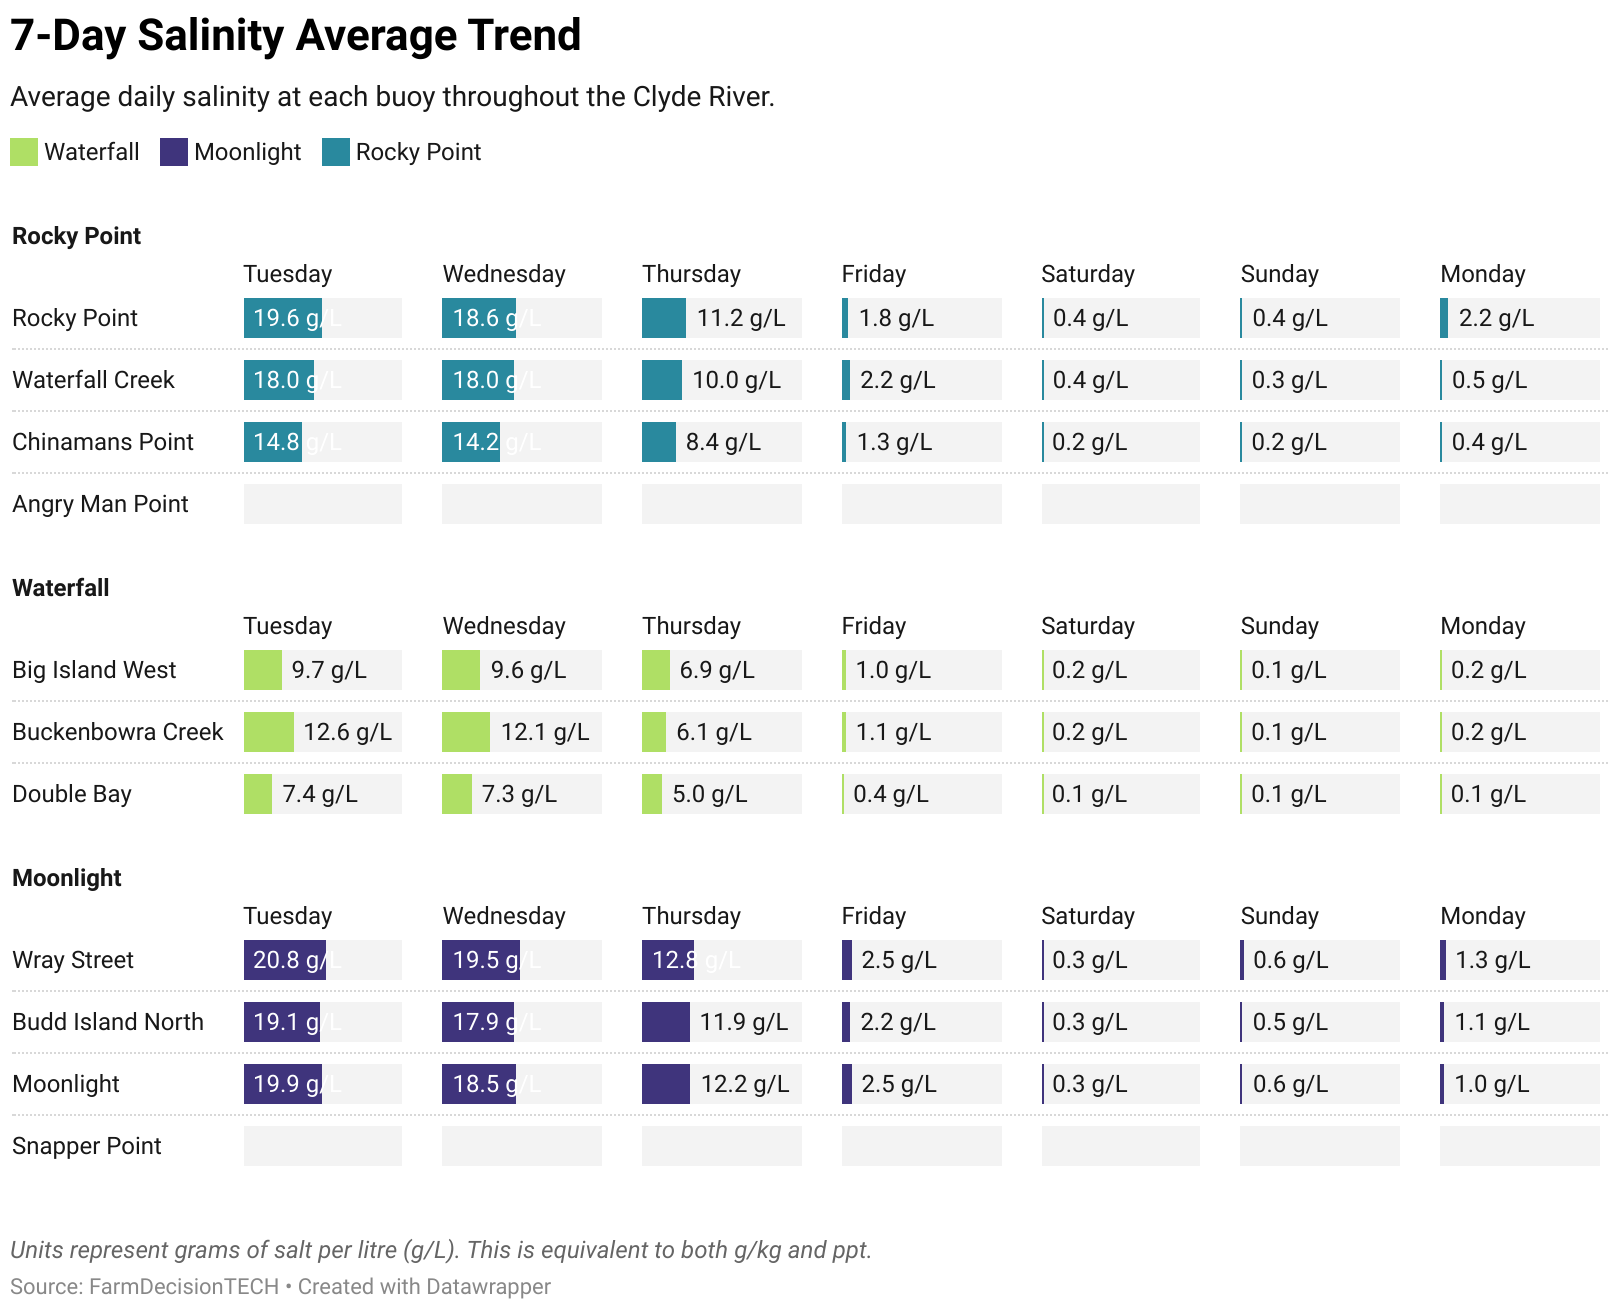 7-Day Salinity Average Trend
Average daily salinity at each buoy throughout the Clyde River.
Waterfall Moonlight Rocky Point
Rocky Point
Tuesday Wednesday Thursday Friday Saturday Sunday Monday
Rocky Point 19.6 g/L 18.6 g/L 11.2 g/L 1.8 g/L 0.4 g/L 0.4 g/L 2.2 g/L
Waterfall Creek 18.0 g/L 18.0 g/L 10.0 g/L 2.2 g/L 0.4 g/L 0.3 g/L 0.5 g/L
Chinamans Point 14.8 g/L 14.2 g/L 8.4 g/L 1.3 g/L 0.2 g/L 0.2 g/L 0.4 g/L
Angry Man Point
Waterfall
Tuesday Wednesday Thursday Friday Saturday Sunday Monday
Big Island West 9.7 g/L 9.6 g/L 6.9 g/L 1.0 g/L 0.2 g/L 0.1 g/L 0.2 g/L
Buckenbowra Creek 12.6 g/L 12.1 g/L 6.1 g/L 1.1 g/L 0.2 g/L 0.1 g/L 0.2 g/L
Double Bay 7.4 g/L 7.3 g/L 5.0 g/L 0.4 g/L 0.1 g/L 0.1 g/L 0.1 g/L
Moonlight
Tuesday Wednesday Thursday Friday Saturday Sunday Monday
Wray Street 20.8 g/L 19.5 g/L 12.8 g/L 2.5 g/L 0.3 g/L 0.6 g/L 1.3 g/L
Budd Island North 19.1 g/L 17.9 g/L 11.9 g/L 2.2 g/L 0.3 g/L 0.5 g/L 1.1 g/L
Moonlight 19.9 g/L 18.5 g/L 12.2 g/L 2.5 g/L 0.3 g/L 0.6 g/L 1.0 g/L
Snapper Point
Units represent grams of salt per litre (g/L). This is equivalent to both g/kg and ppt.
Source: FarmDecisionTECH • Created with Datawrapper